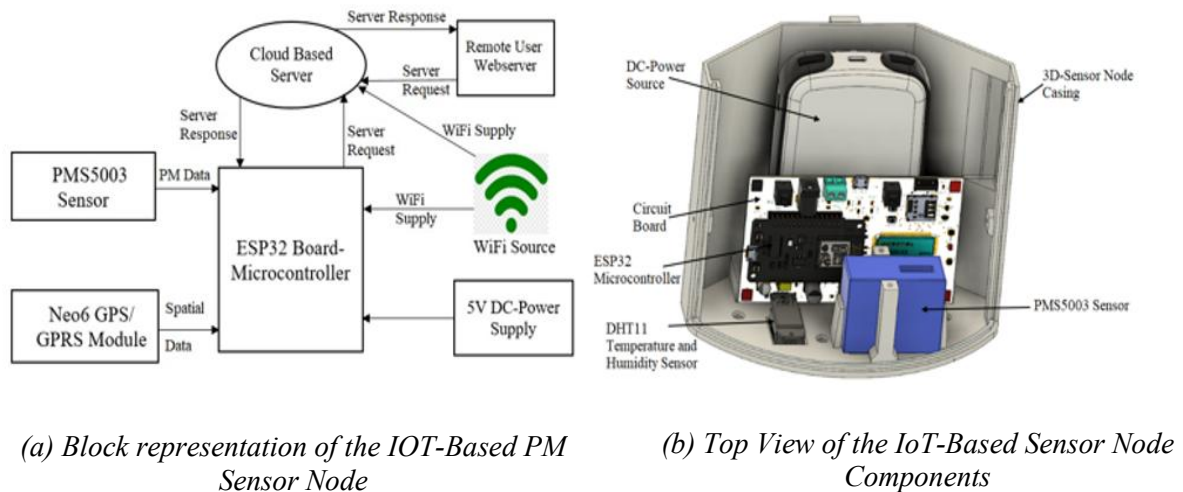 Server Response
Cloud Based
Server
Remote User
Webserver
Server
Request
Server
Response
Server
Request
WiFi Supply
PMS5003
Sensor
PM Data
WiFi
Supply
WiFi Source
ESP32 Board-
Microcontroller
Neo6 GPS/
GPRS Module
Spatial
Data
5V DC-Power
Supply
DC-Power
Source
3D-Sensor Node
Casing
Circuit
Board
ESP32
Microcontroller
PMS5003 Sensor
DHT11
Temperature and
Humidity Sensor
(a) Block representation of the IOT-Based PM
Sensor Node
(b) Top View of the IoT-Based Sensor Node
Components